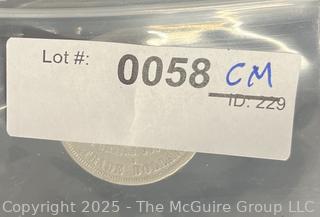 Lot #: 0058 CM
ID: 229
TRADE DOLLAR
Copyright 2025 - The McGuire Group LLC